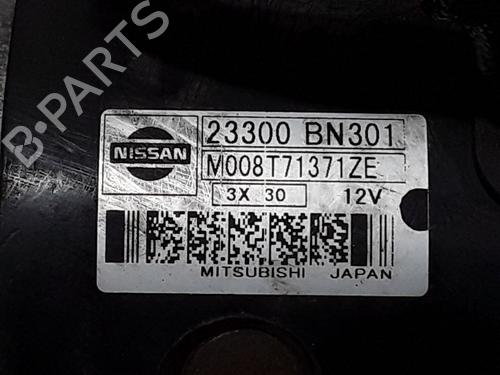 B-PARTS
NISSAN
23300 BN301
M008T71371ZE
3X 30
12V
MITSUBISHI JAPAN